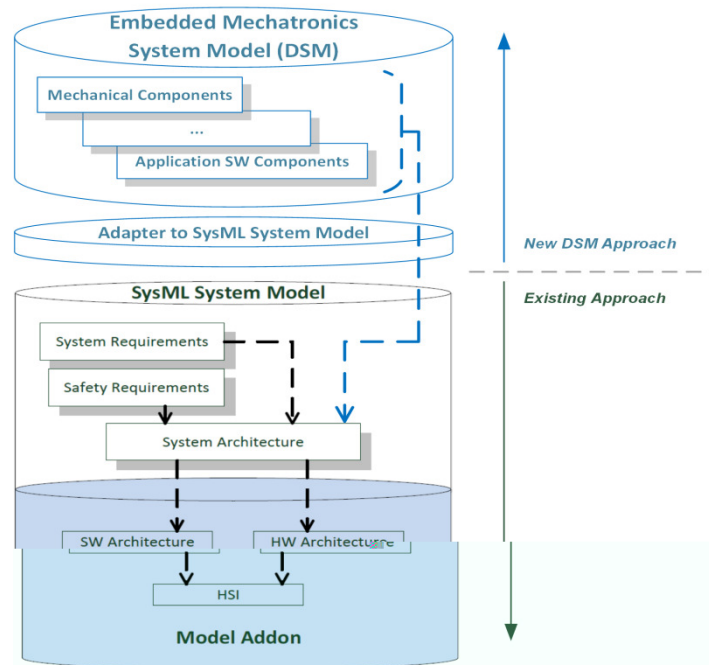 Embedded Mechatronics
System Model (DSM)
Mechanical Components
...
Application SW Components
Adapter to SysML System Model
New DSM Approach
SysML System Model
Existing Approach
System Requirements
Safety Requirements
System Architecture
SW Architecture
HW Architecture
HSI
Model Addon